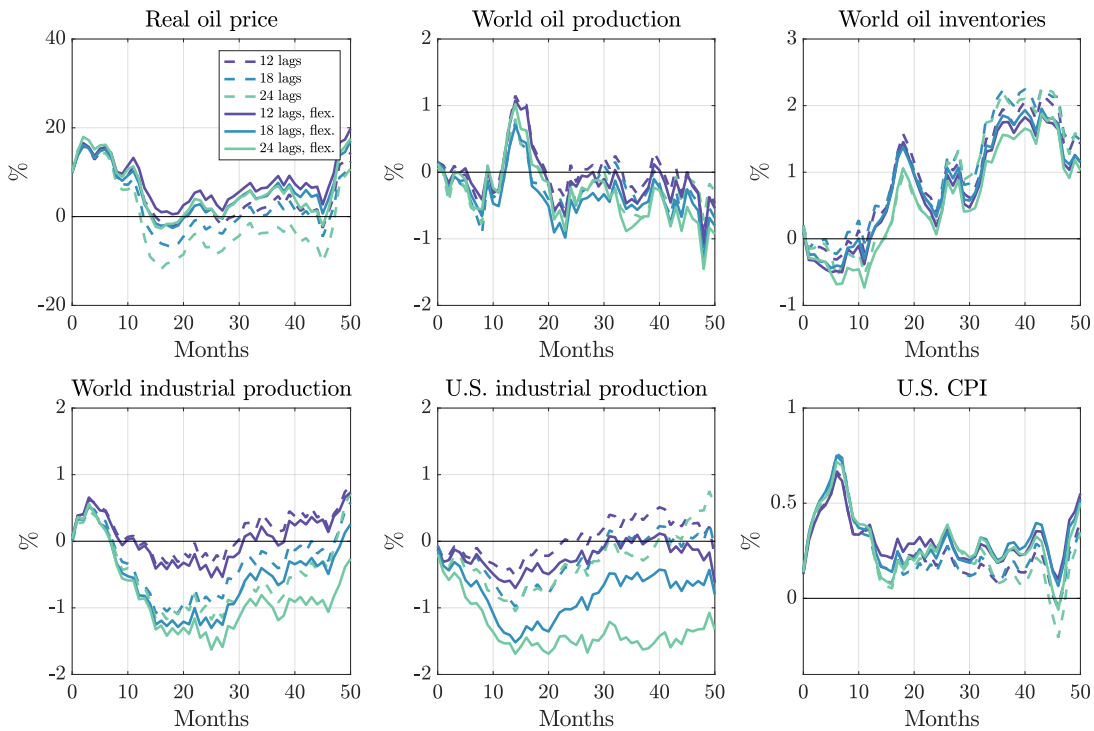 Real oil price
World oil production
World oil inventories
40
20
0
-20
%
0 10 20 30 40 50
Months
12 lags
18 lags
24 lags
12 lags, flex.
18 lags, flex.
24 lags, flex.
2
1
0
-1
-2
%
0 10 20 30 40 50
Months
3
2
1
0
-1
%
0 10 20 30 40 50
Months
World industrial production
U.S. industrial production
U.S. CPI
2
1
0
-1
-2
%
0 10 20 30 40 50
Months
2
1
0
-1
-2
%
0 10 20 30 40 50
Months
1
0.5
0
%
0 10 20 30 40 50
Months